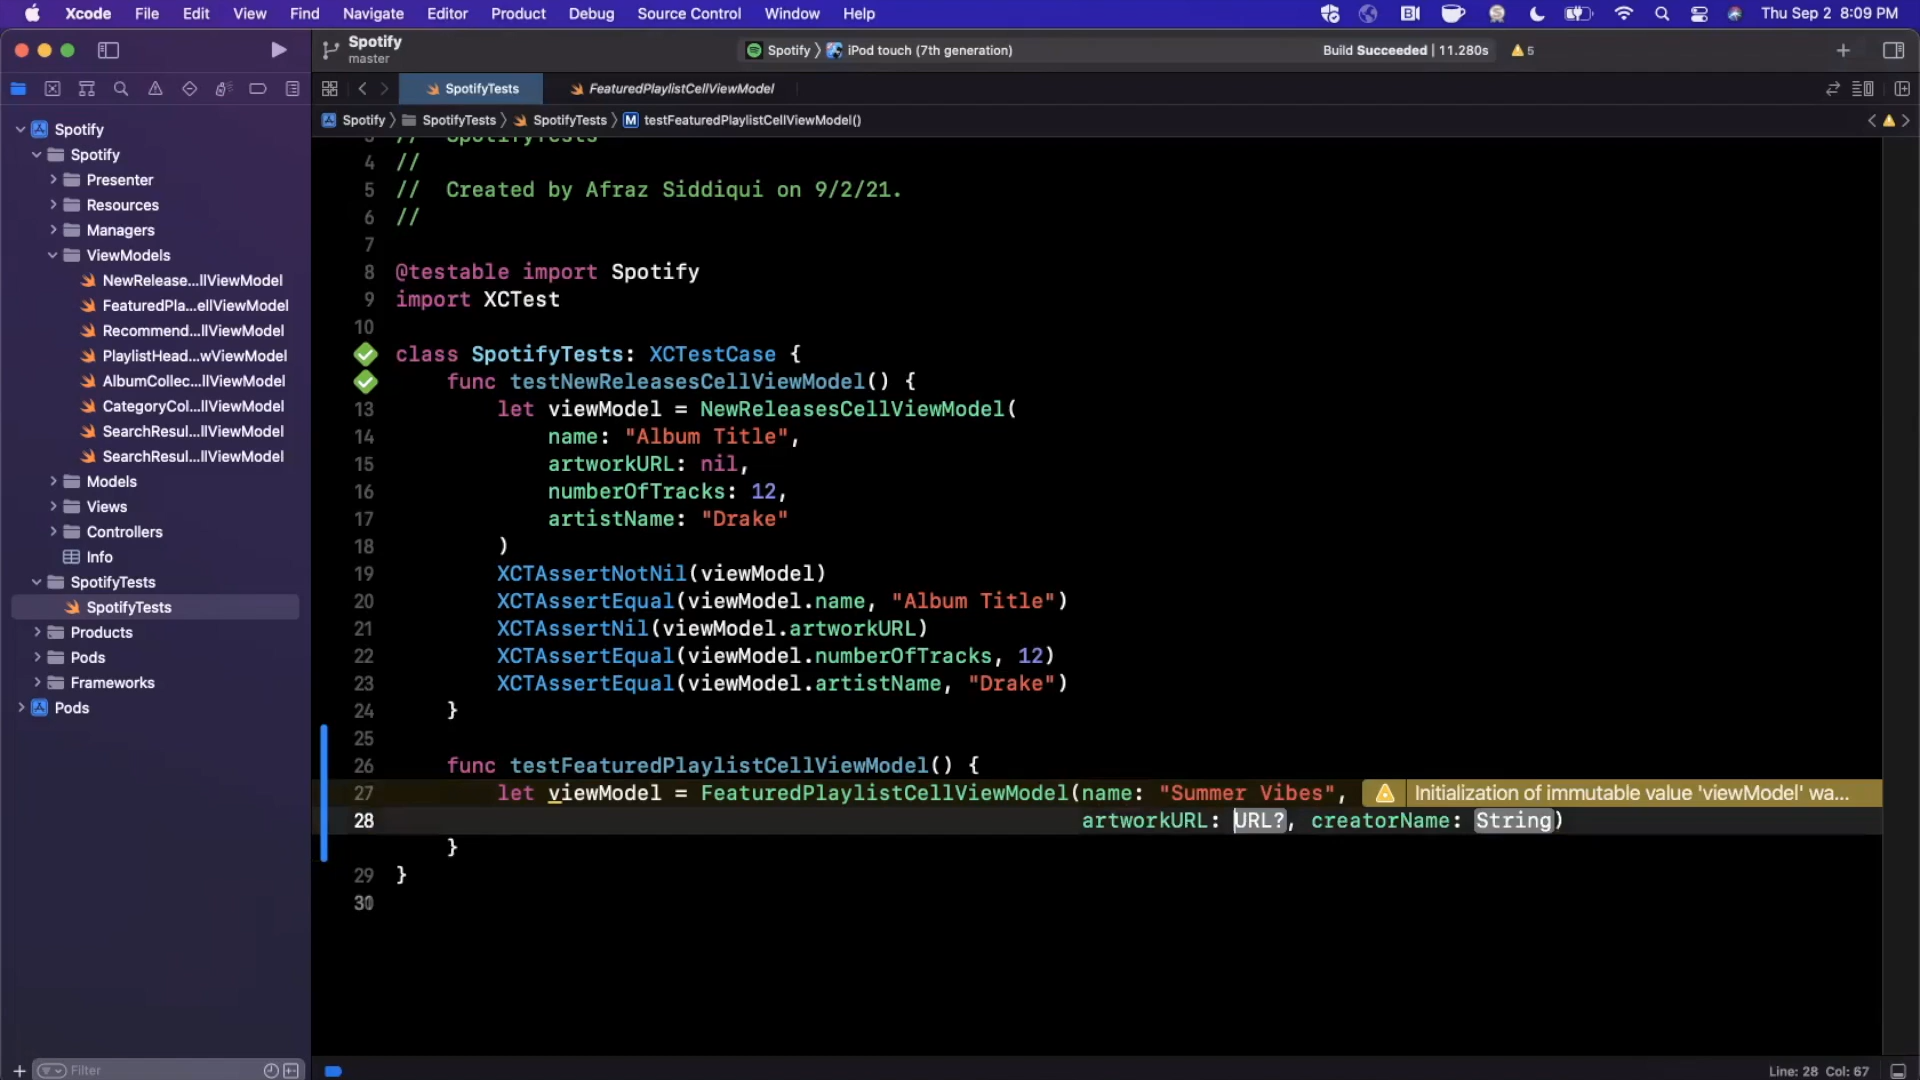 Xcode File Edit View Find Navigate Editor Product Debug Source Control Window Help Thu Sep 2 8:09 PM
Spotify
master
Spotify 〉 iPod touch (7th generation)
Build Succeeded | 11.280s
5
SpotifyTests
FeaturedPlaylistCellViewModel
Spotify 〉 SpotifyTests 〉 SpotifyTests 〉 M testFeaturedPlaylistCellViewModel()
Spotify
Spotify
Presenter
Resources
Managers
ViewModels
NewRelease...llViewModel
FeaturedPla...ellViewModel
Recommend...llViewModel
PlaylistHead...wViewModel
AlbumCollec...llViewModel
CategoryCol...llViewModel
SearchResul...llViewModel
SearchResul...llViewModel
Models
Views
Controllers
Info
SpotifyTests
SpotifyTests
Products
Pods
Frameworks
Pods
Filter
3 // SpotifyTests
4 //
5 // Created by Afraz Siddiqui on 9/2/21.
6 //
7
8 @testable import Spotify
9 import XCTest
10
class SpotifyTests: XCTestCase {
func testNewReleasesCellViewModel() {
13 let viewModel = NewReleasesCellViewModel(
14 name: "Album Title",
15 artworkURL: nil,
16 numberOfTracks: 12,
17 artistName: "Drake"
18 )
19 XCTAssertNotNil(viewModel)
20 XCTAssertEqual(viewModel.name, "Album Title")
21 XCTAssertNil(viewModel.artworkURL)
22 XCTAssertEqual(viewModel.numberOfTracks, 12)
23 XCTAssertEqual(viewModel.artistName, "Drake")
24 }
25
26 func testFeaturedPlaylistCellViewModel() {
27 let viewModel = FeaturedPlaylistCellViewModel(name: "Summer Vibes", Initialization of immutable value 'viewModel' wa...
28 artworkURL: URL?, creatorName: String)
}
29 }
30
Line: 28 Col: 67